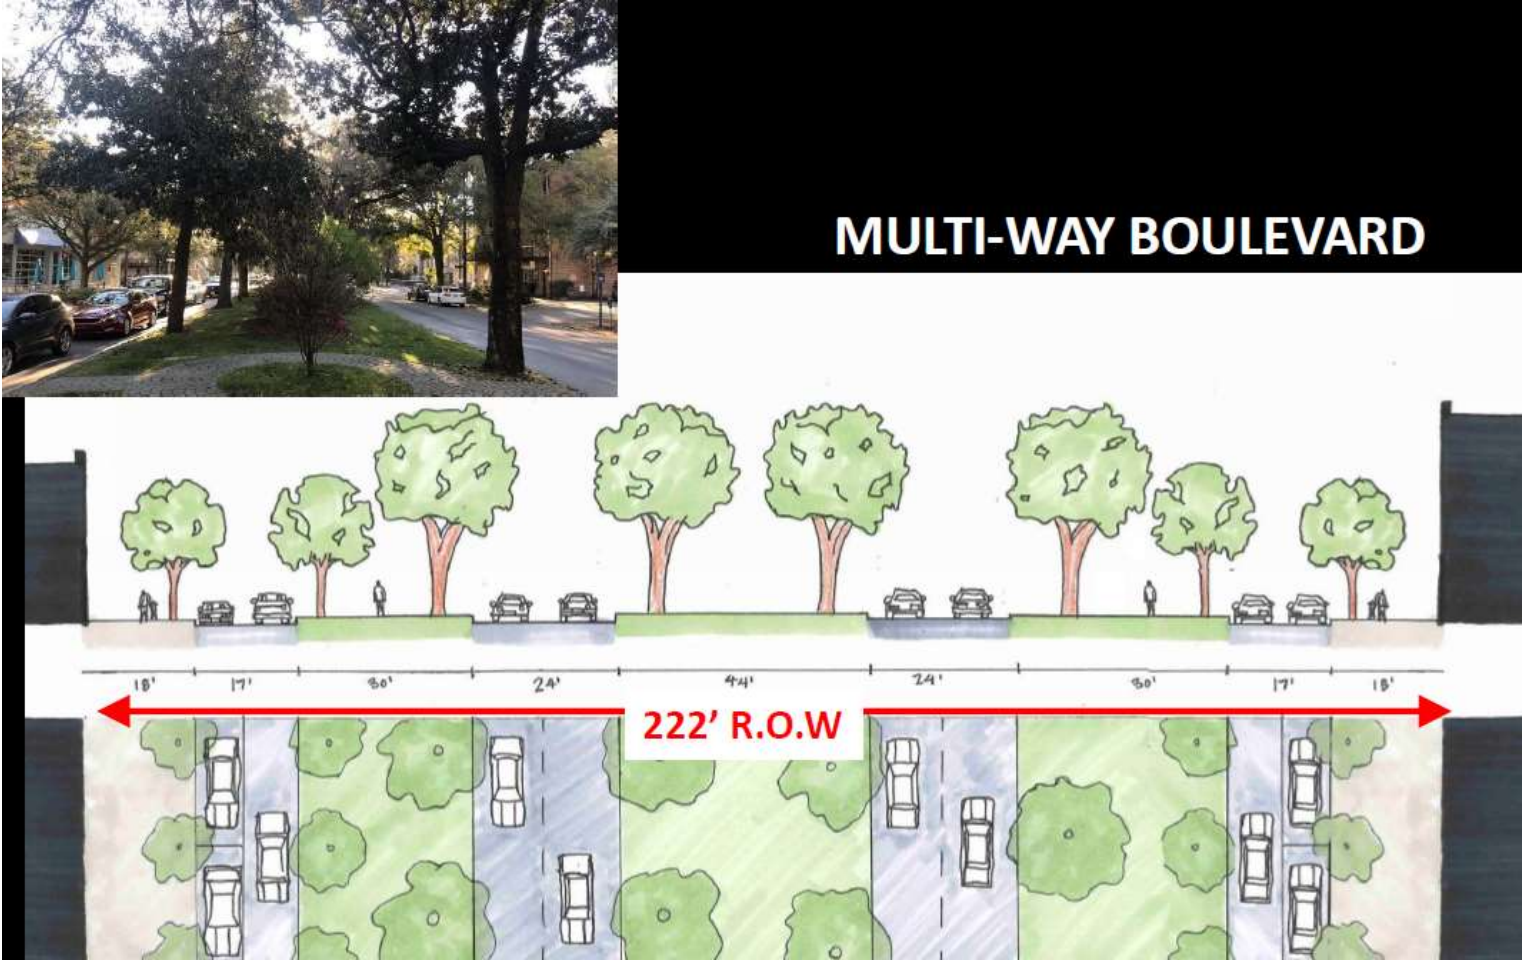 MULTI-WAY BOULEVARD
18' 17' 30' 24' 44' 24' 30' 17' 18'
222’ R.O.W